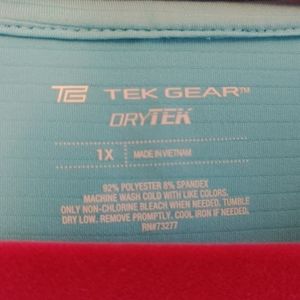 TG TEK GEAR™
DRYTEK
1X MADE IN VIETNAM
92% POLYESTER 8% SPANDEX
MACHINE WASH COLD WITH LIKE COLORS.
ONLY NON-CHLORINE BLEACH WHEN NEEDED. TUMBLE
DRY LOW. REMOVE PROMPTLY. COOL IRON IF NEEDED.
RN#73277